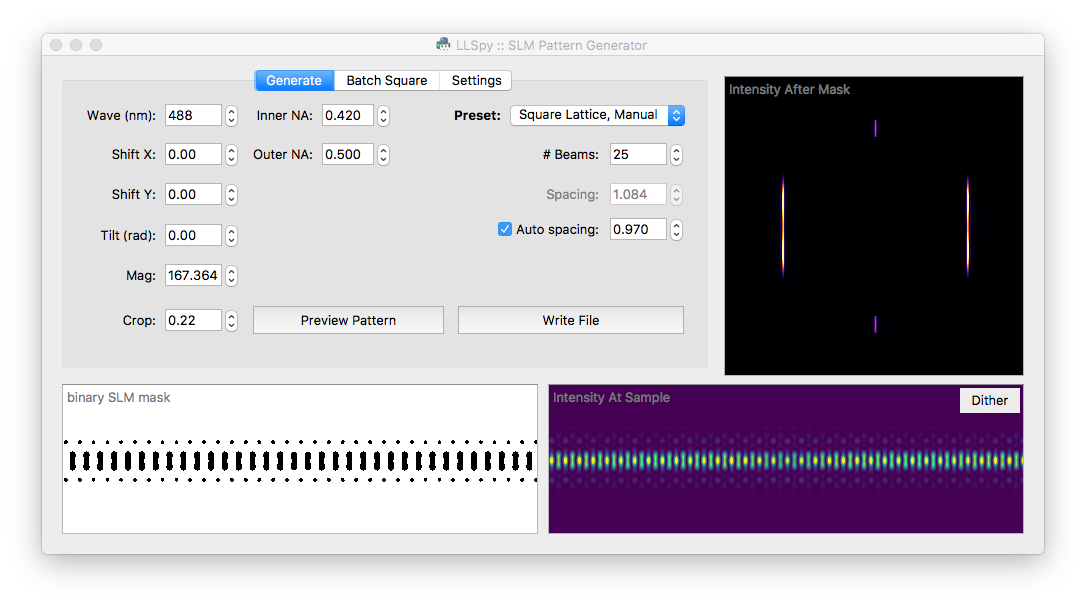 LLSpy :: SLM Pattern Generator
Generate Batch Square Settings
Wave (nm): 488 Inner NA: 0.420 Preset: Square Lattice, Manual
Shift X: 0.00 Outer NA: 0.500 # Beams: 25
Shift Y: 0.00 Spacing: 1.084
Tilt (rad): 0.00 Auto spacing: 0.970
Mag: 167.364
Crop: 0.22 Preview Pattern Write File
Intensity After Mask
binary SLM mask
Intensity At Sample Dither